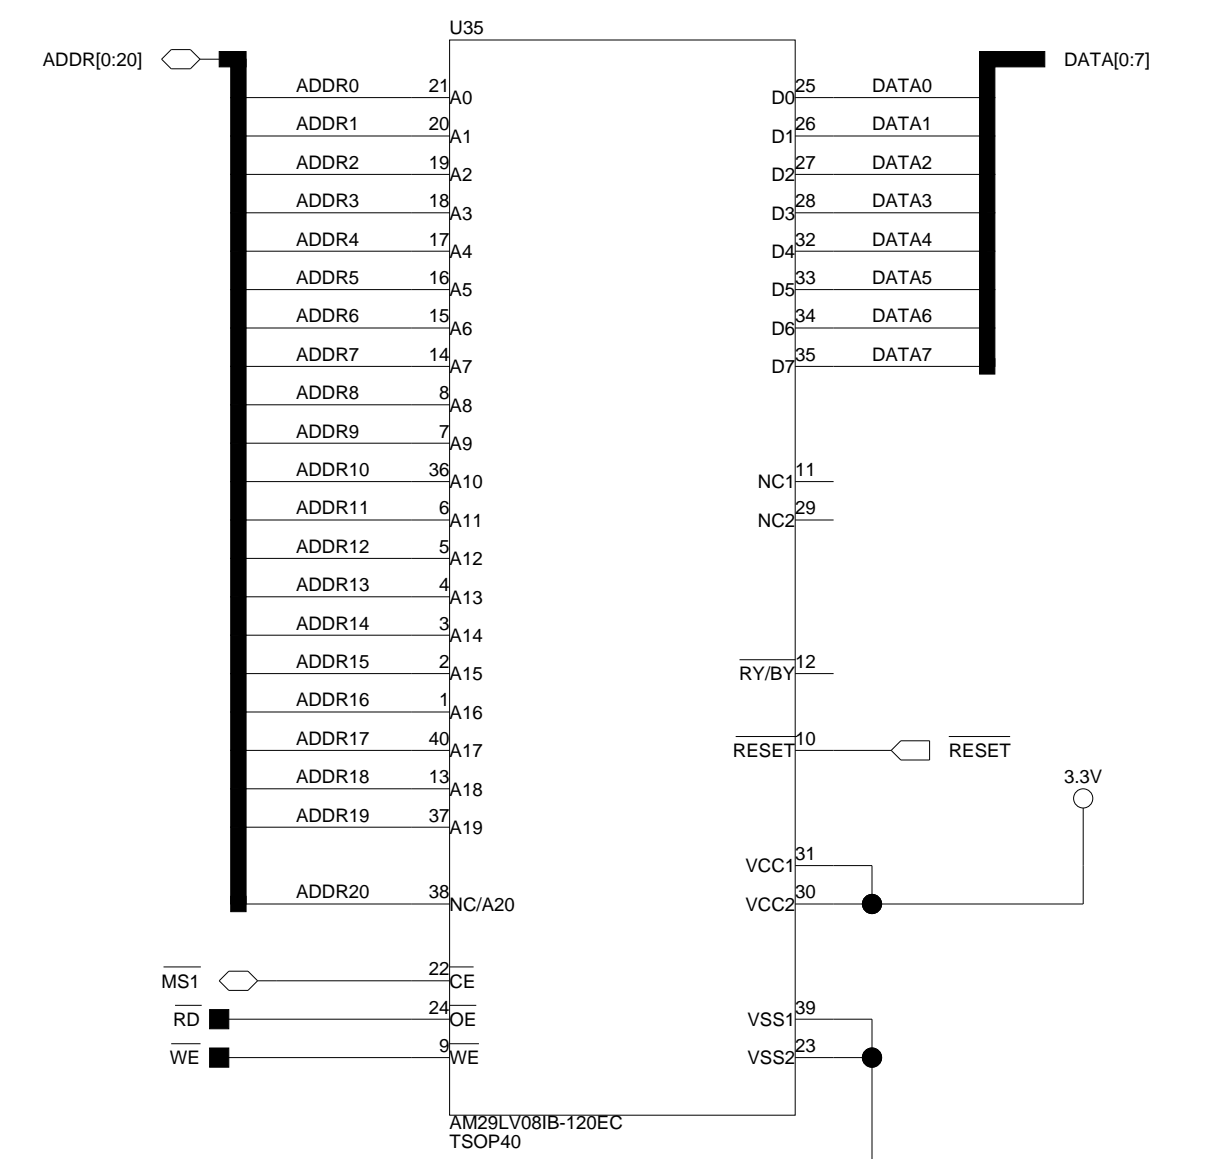 U35
ADDR[0:20] DATA[0:7]
ADDR0 21 A0 D0 25 DATA0
ADDR1 20 A1 D1 26 DATA1
ADDR2 19 A2 D2 27 DATA2
ADDR3 18 A3 D3 28 DATA3
ADDR4 17 A4 D4 32 DATA4
ADDR5 16 A5 D5 33 DATA5
ADDR6 15 A6 D6 34 DATA6
ADDR7 14 A7 D7 35 DATA7
ADDR8 8 A8
ADDR9 7 A9
ADDR10 36 A10 NC1 11
ADDR11 6 A11 NC2 29
ADDR12 5 A12
ADDR13 4 A13
ADDR14 3 A14
ADDR15 2 A15 RY/BY 12
ADDR16 1 A16
ADDR17 40 A17 RESET 10 RESET
ADDR18 13 A18 3.3V
ADDR19 37 A19
VCC1 31
ADDR20 38 NC/A20 VCC2 30
MS1 22 CE
RD 24 OE VSS1 39
WE 9 WE VSS2 23
AM29LV08IB-120EC
TSOP40